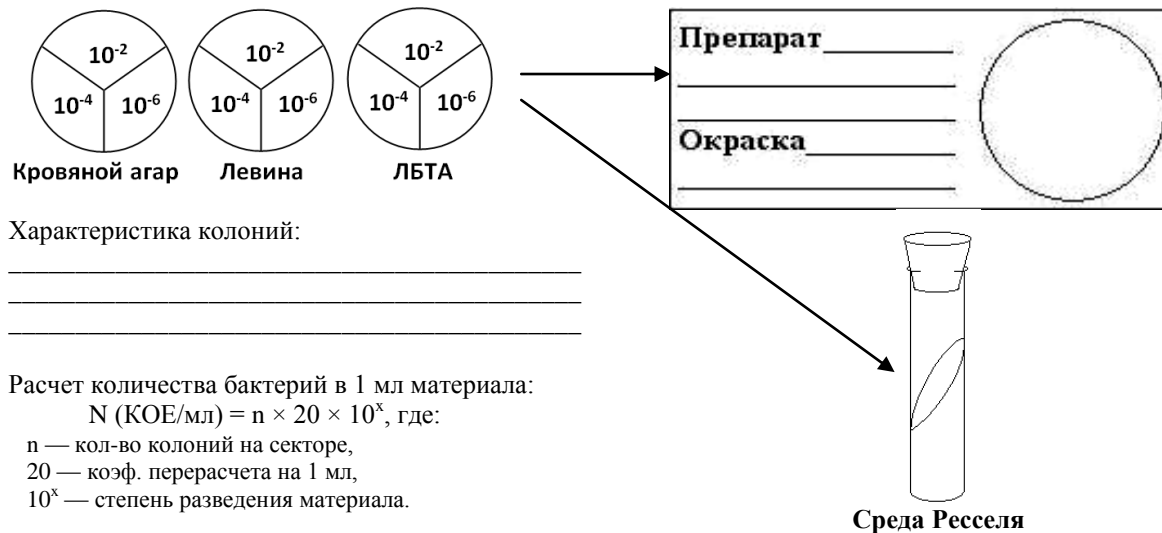 10⁻² 10⁻² 10⁻²
10⁻⁴ 10⁻⁶ 10⁻⁴ 10⁻⁶ 10⁻⁴ 10⁻⁶
Кровяной агар Левина ЛБТА
Препарат
Окраска
Характеристика колоний:
Расчет количества бактерий в 1 мл материала:
N (КОЕ/мл) = n × 20 × 10ˣ, где:
n — кол-во колоний на секторе,
20 — коэф. перерасчета на 1 мл,
10ˣ — степень разведения материала.
Среда Ресселя